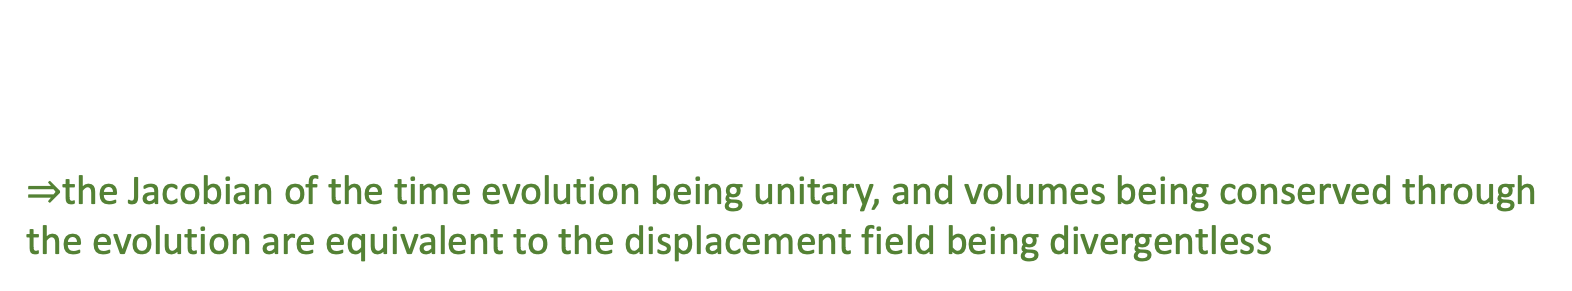 ⇒the Jacobian of the time evolution being unitary, and volumes being conserved through
the evolution are equivalent to the displacement field being divergentless